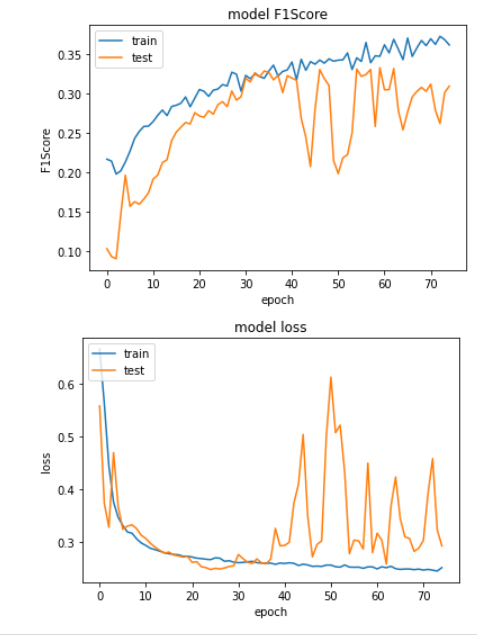 model F1Score
train
test
0.35
0.30
0.25
0.20
0.15
0.10
F1Score
0 10 20 30 40 50 60 70
epoch
model loss
train
test
0.6
0.5
0.4
0.3
loss
0 10 20 30 40 50 60 70
epoch